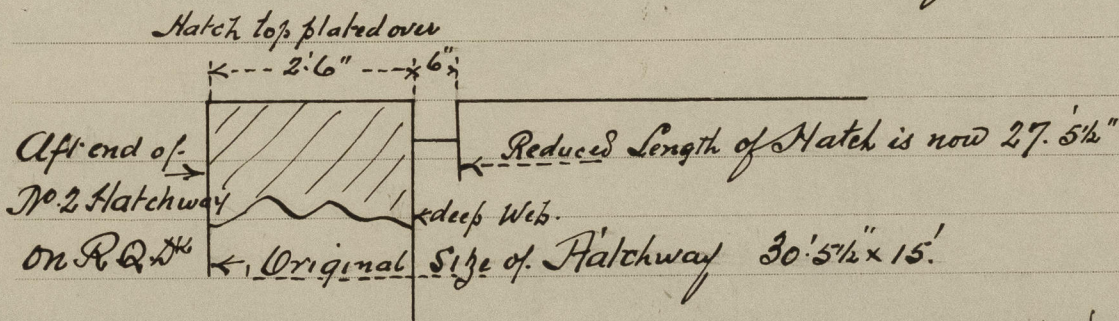 Hatch top plated over
2'.6" 6"
Aft end of Reduced Length of Hatch is now 27.'5½"
No. 2 Hatchway deep Web.
on R Q Dk Original Size of Hatchway 30.'5½" x 15.'